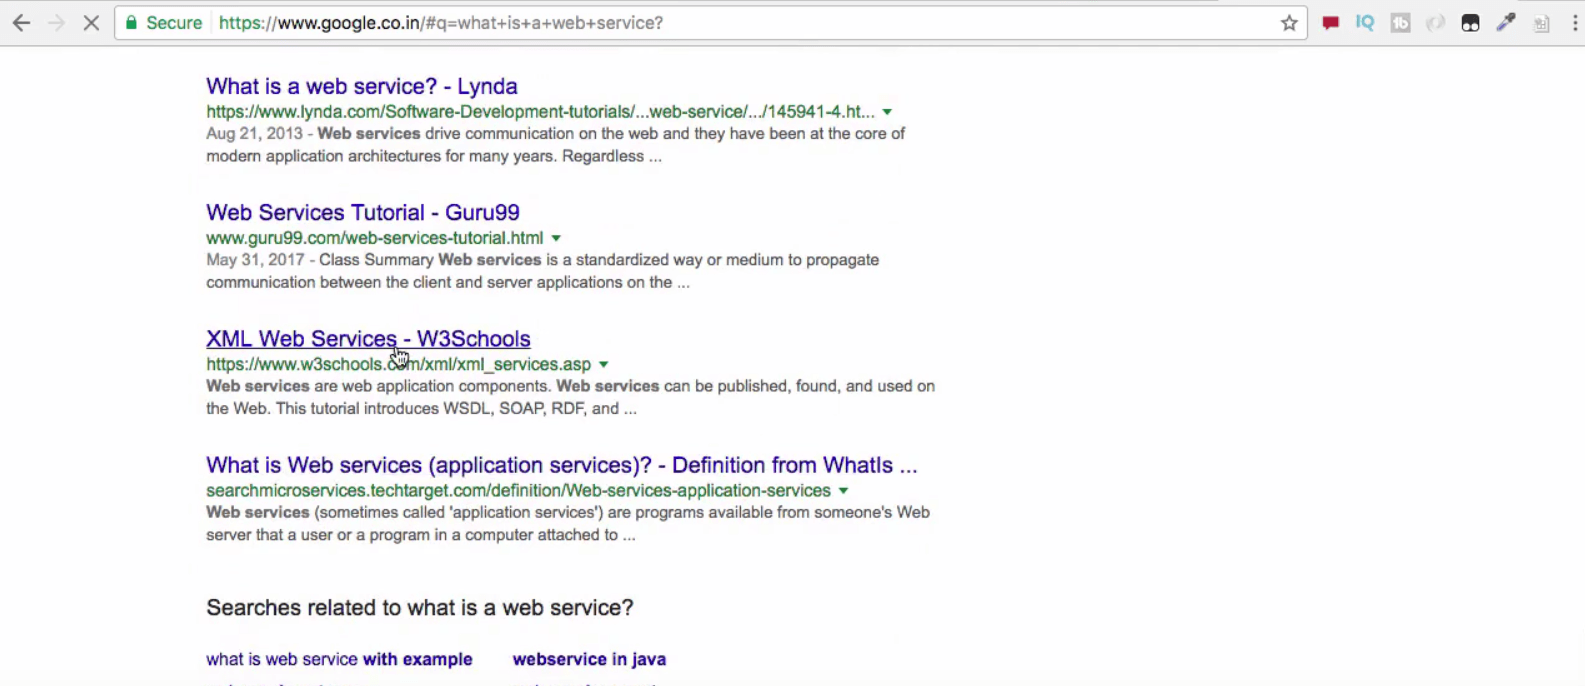 Secure https://www.google.co.in/#q=what+is+a+web+service?
What is a web service? - Lynda
https://www.lynda.com/Software-Development-tutorials/...web-service/.../145941-4.ht...
Aug 21, 2013 - Web services drive communication on the web and they have been at the core of
modern application architectures for many years. Regardless ...
Web Services Tutorial - Guru99
www.guru99.com/web-services-tutorial.html
May 31, 2017 - Class Summary Web services is a standardized way or medium to propagate
communication between the client and server applications on the ...
XML Web Services - W3Schools
https://www.w3schools.com/xml/xml_services.asp
Web services are web application components. Web services can be published, found, and used on
the Web. This tutorial introduces WSDL, SOAP, RDF, and ...
What is Web services (application services)? - Definition from WhatIs ...
searchmicroservices.techtarget.com/definition/Web-services-application-services
Web services (sometimes called 'application services') are programs available from someone's Web
server that a user or a program in a computer attached to ...
Searches related to what is a web service?
what is web service with example webservice in java